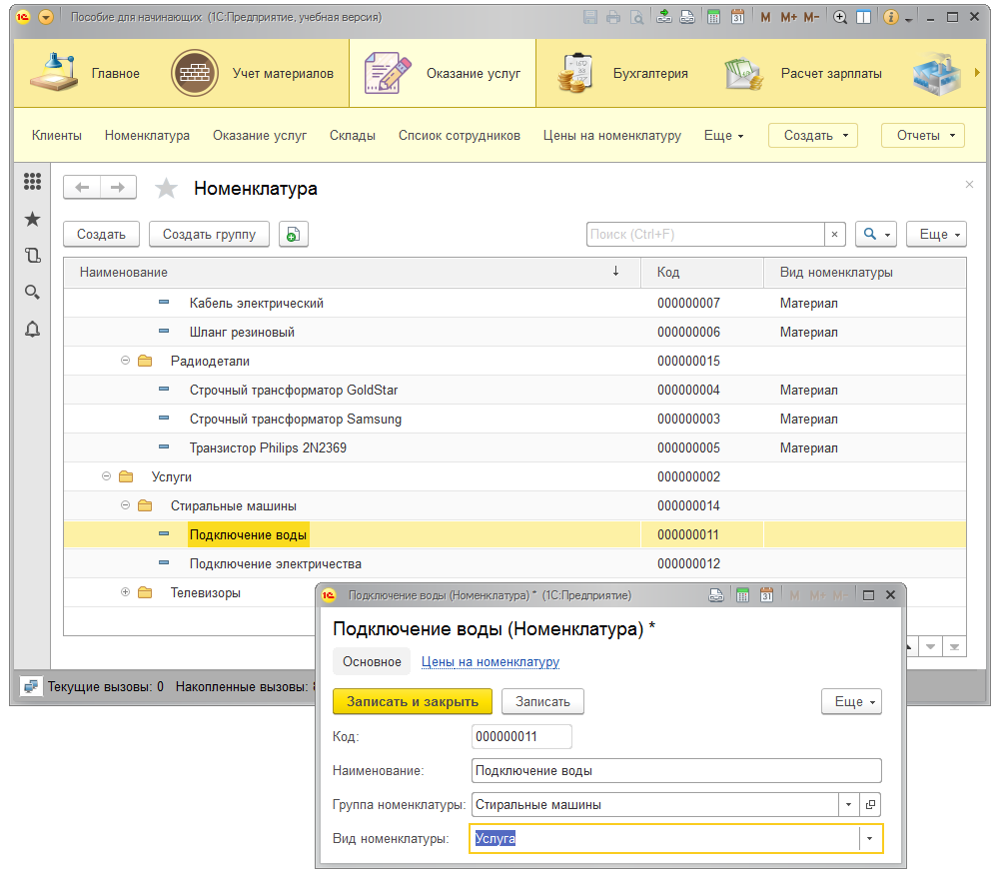 Пособие для начинающих (1С:Предприятие, учебная версия) M M+ M-
Главное Учет материалов Оказание услуг Бухгалтерия Расчет зарплаты
Клиенты Номенклатура Оказание услуг Склады Спсиок сотрудников Цены на номенклатуру Еще Создать Отчеты
Номенклатура
Создать Создать группу Поиск (Ctrl+F) × Еще
Наименование ↓ Код Вид номенклатуры
Кабель электрический 000000007 Материал
Шланг резиновый 000000006 Материал
Радиодетали 000000015
Строчный трансформатор GoldStar 000000004 Материал
Строчный трансформатор Samsung 000000003 Материал
Транзистор Philips 2N2369 000000005 Материал
Услуги 000000002
Стиральные машины 000000014
Подключение воды 000000011
Подключение электричества 000000012
Телевизоры
Текущие вызовы: 0 Накопленные вызовы:
Подключение воды (Номенклатура) * (1С:Предприятие) M M+ M-
Подключение воды (Номенклатура) *
Основное Цены на номенклатуру
Записать и закрыть Записать Еще
Код: 000000011
Наименование: Подключение воды
Группа номенклатуры: Стиральные машины
Вид номенклатуры: Услуга